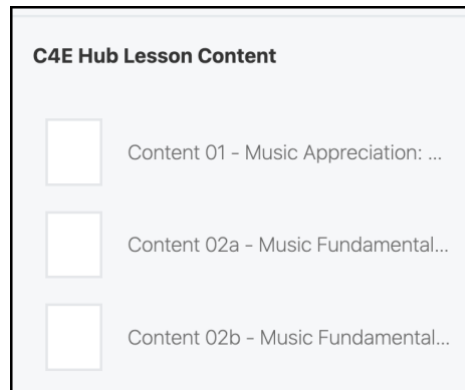 C4E Hub Lesson Content
Content 01 - Music Appreciation: ...
Content 02a - Music Fundamental...
Content 02b - Music Fundamental...